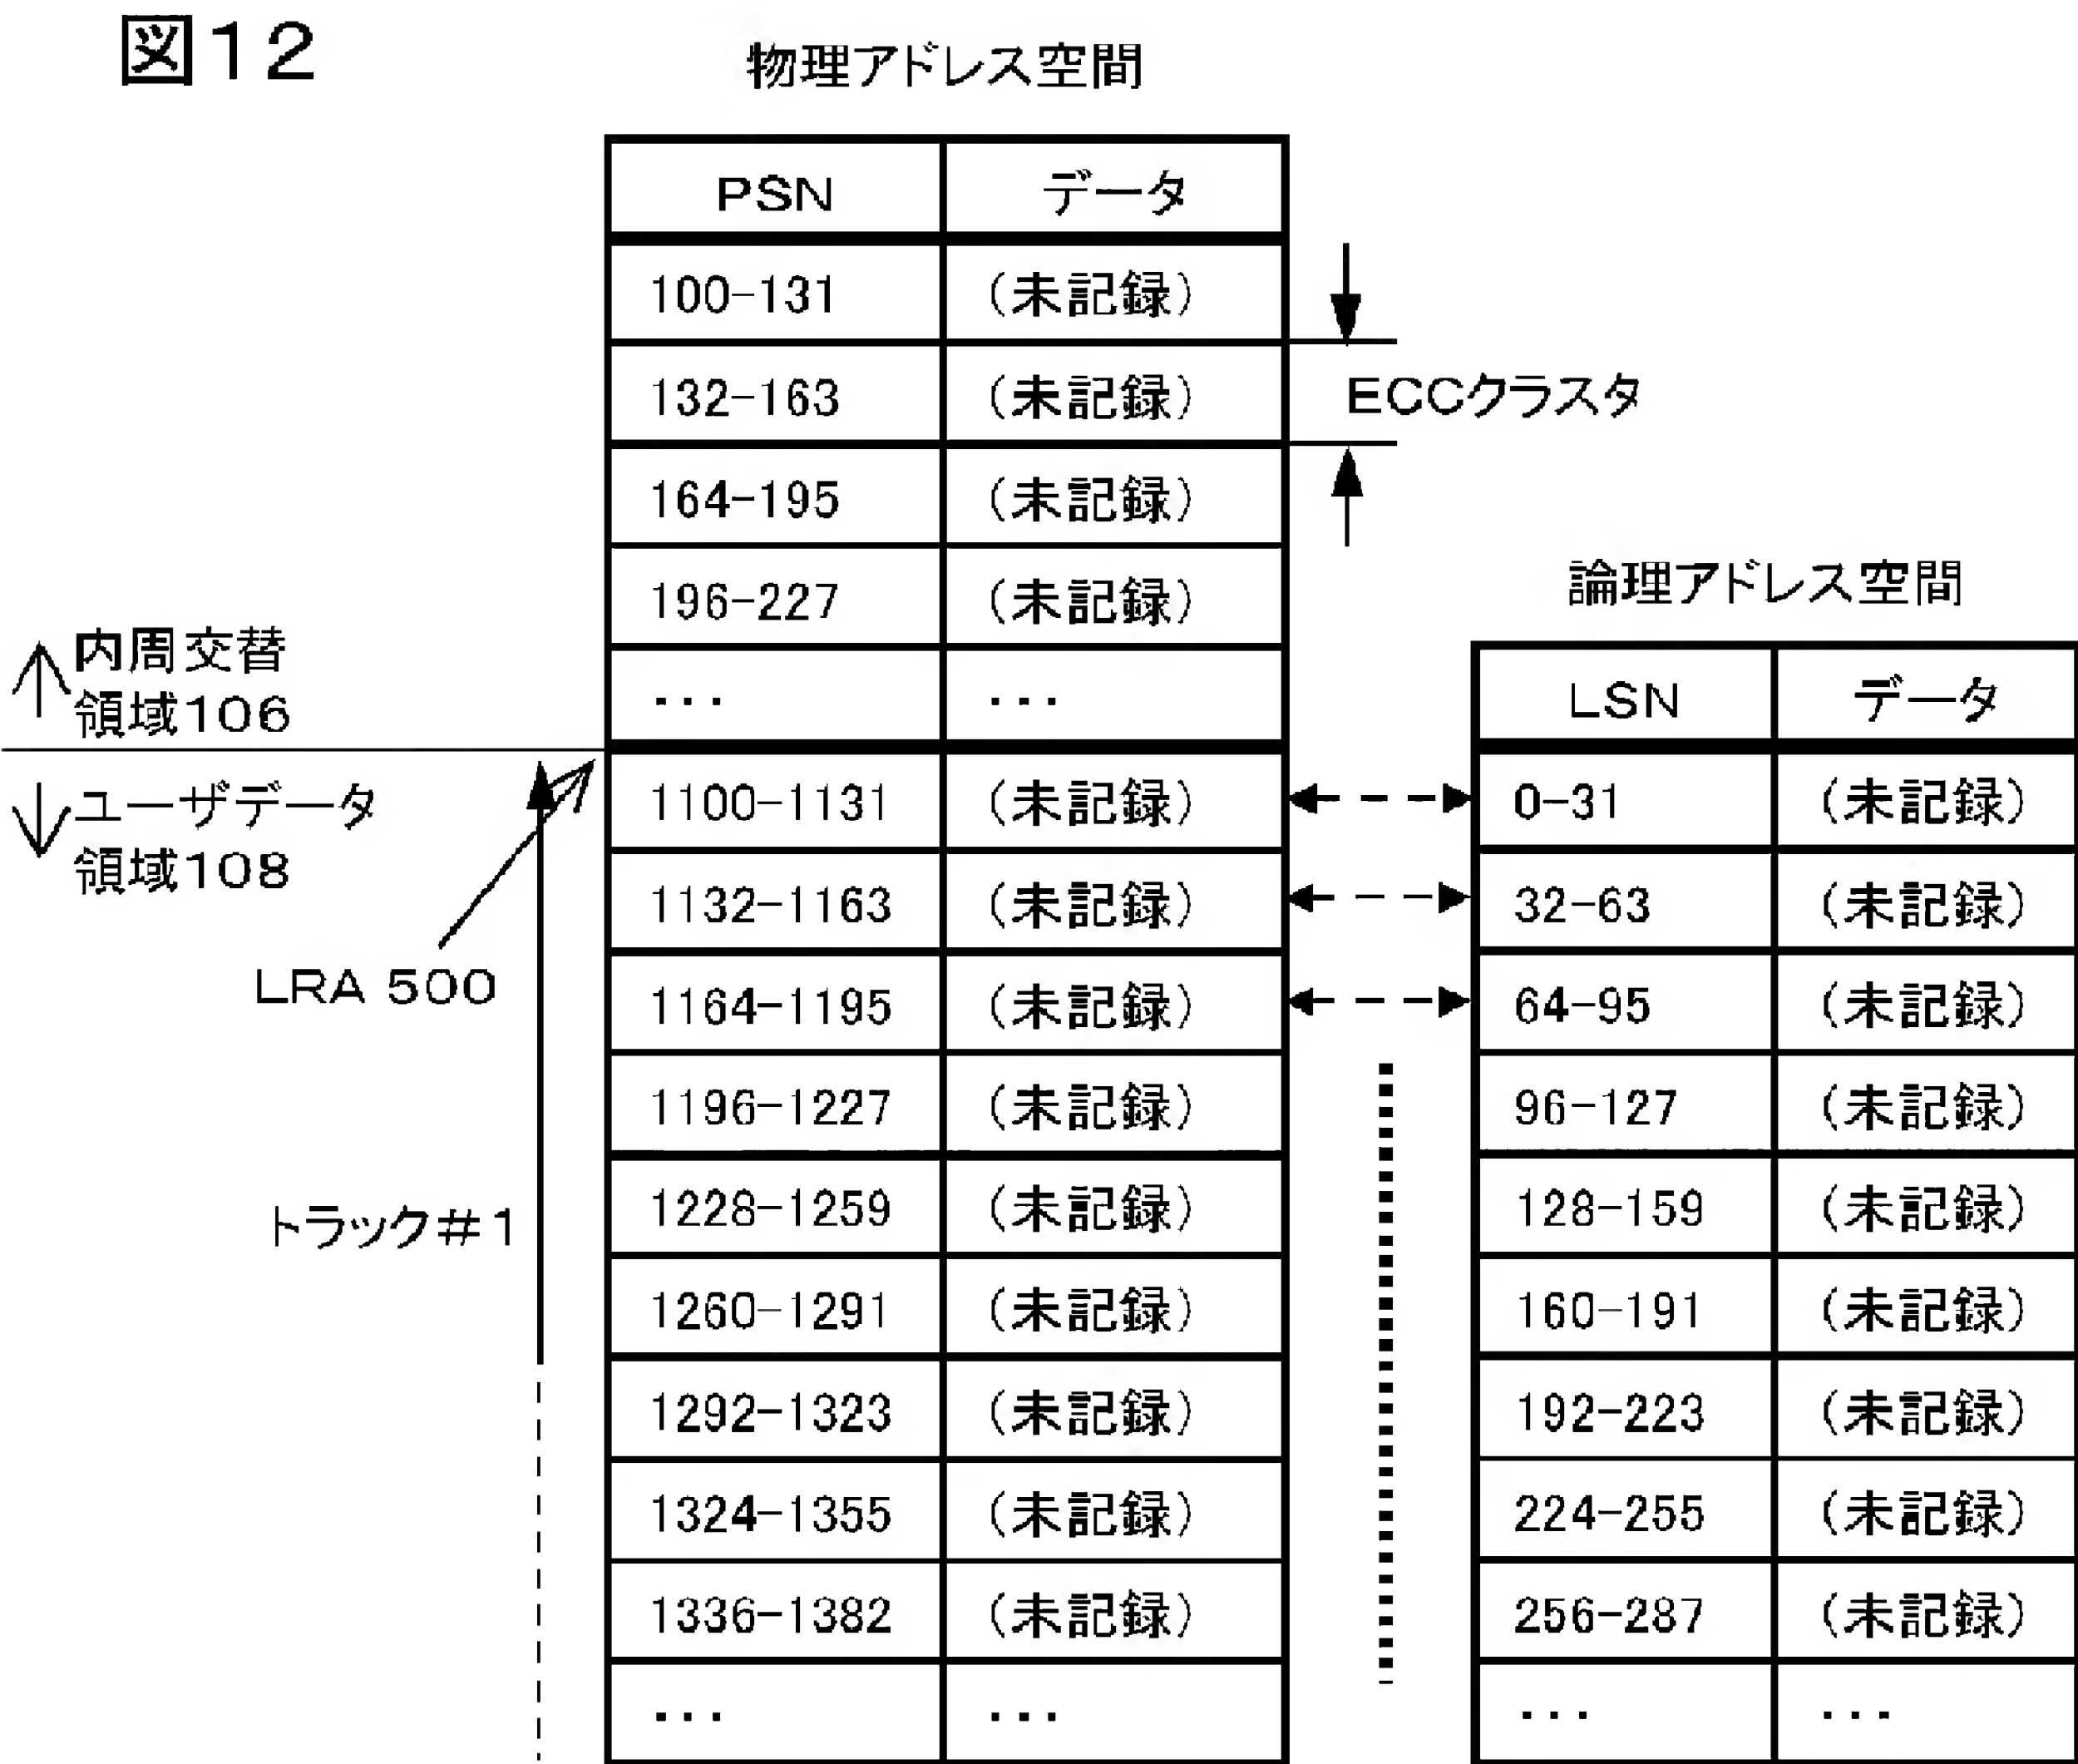 図12
物理アドレス空間
PSN データ
100-131 (未記録)
132-163 (未記録)
ECCクラスタ
164-195 (未記録)
196-227 (未記録)
... ...
内周交替
領域106
ユーザデータ
領域108
LRA 500
トラック#1
1100-1131 (未記録)
1132-1163 (未記録)
1164-1195 (未記録)
1196-1227 (未記録)
1228-1259 (未記録)
1260-1291 (未記録)
1292-1323 (未記録)
1324-1355 (未記録)
1336-1382 (未記録)
... ...
論理アドレス空間
LSN データ
0-31 (未記録)
32-63 (未記録)
64-95 (未記録)
96-127 (未記録)
128-159 (未記録)
160-191 (未記録)
192-223 (未記録)
224-255 (未記録)
256-287 (未記録)
... ...